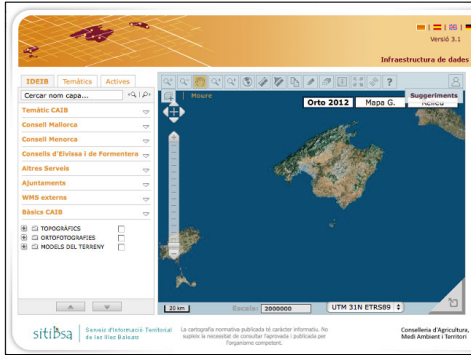 Versió 3.1
Infraestructura de dades
IDEIB Temàtics Actives
Cercar nom capa...
Temàtic CAIB
Consell Mallorca
Consell Menorca
Consells d'Eivissa i de Formentera
Altres Serveis
Ajuntaments
WMS externs
Bàsics CAIB
TOPOGRÀFICS
ORTOFOTOGRAFIES
MODELS DEL TERRENY
Moure
Suggeriments
Orto 2012 Mapa G. Relleu
20 km
Escala: 2000000
UTM 31N ETRS89
sitibsa
Serveis d'Informació Territorial
de les Illes Balears
La cartografia normativa publicada té caràcter informatiu. No
supleix la necessitat de consultar l'aprovada i publicada per
l'organisme competent.
Conselleria d'Agricultura,
Medi Ambient i Territori.